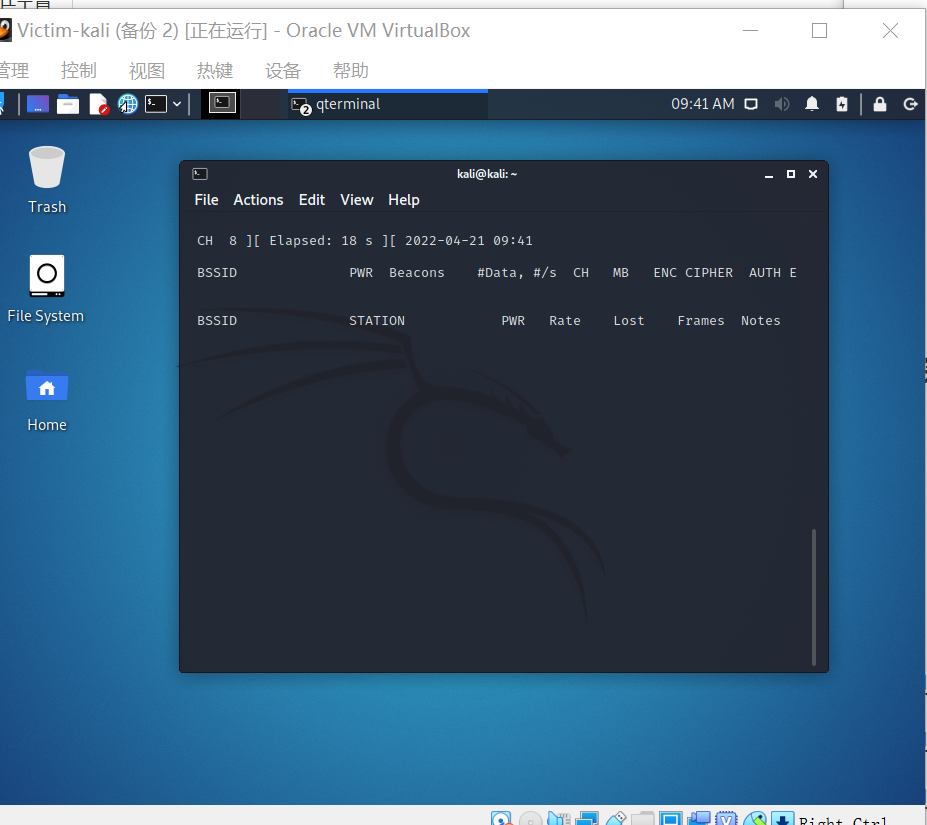 Victim-kali (备份 2) [正在运行] - Oracle VM VirtualBox
管理 控制 视图 热键 设备 帮助
qterminal 09:41 AM
2
Trash
File System
Home
kali@kali: ~
File Actions Edit View Help
CH 8 ][ Elapsed: 18 s ][ 2022-04-21 09:41
BSSID PWR Beacons #Data, #/s CH MB ENC CIPHER AUTH E
BSSID STATION PWR Rate Lost Frames Notes
Right Ctrl